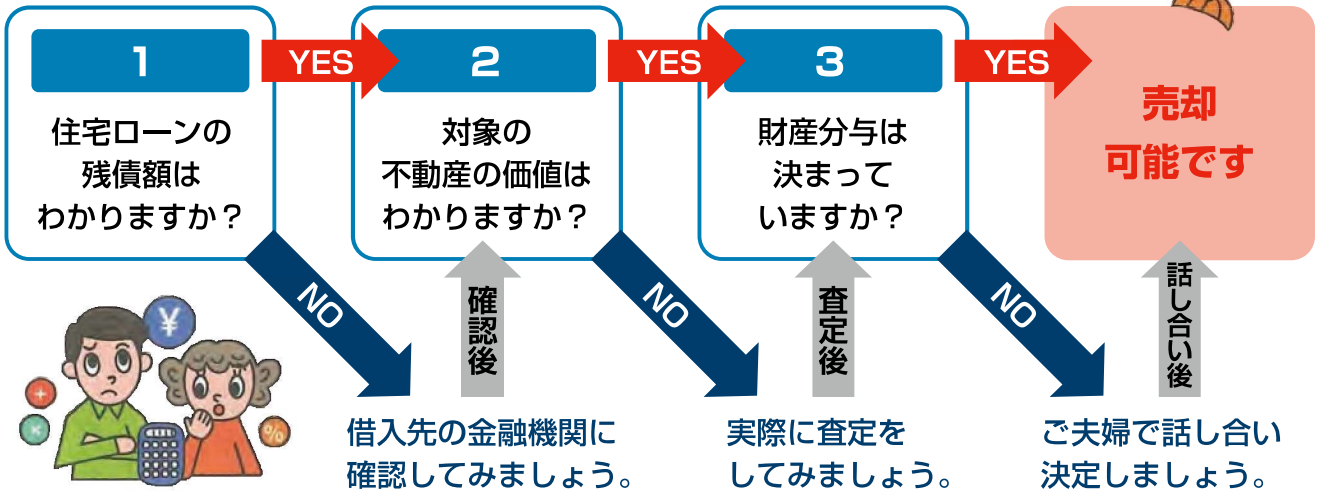 1
住宅ローンの
残債額は
わかりますか？
YES
NO
借入先の金融機関に
確認してみましょう。
確認後
2
対象の
不動産の価値は
わかりますか？
YES
NO
実際に査定を
してみましょう。
査定後
3
財産分与は
決まって
いますか？
YES
NO
ご夫婦で話し合い
決定しましょう。
話し合い後
売却
可能です
¥
+
×
%